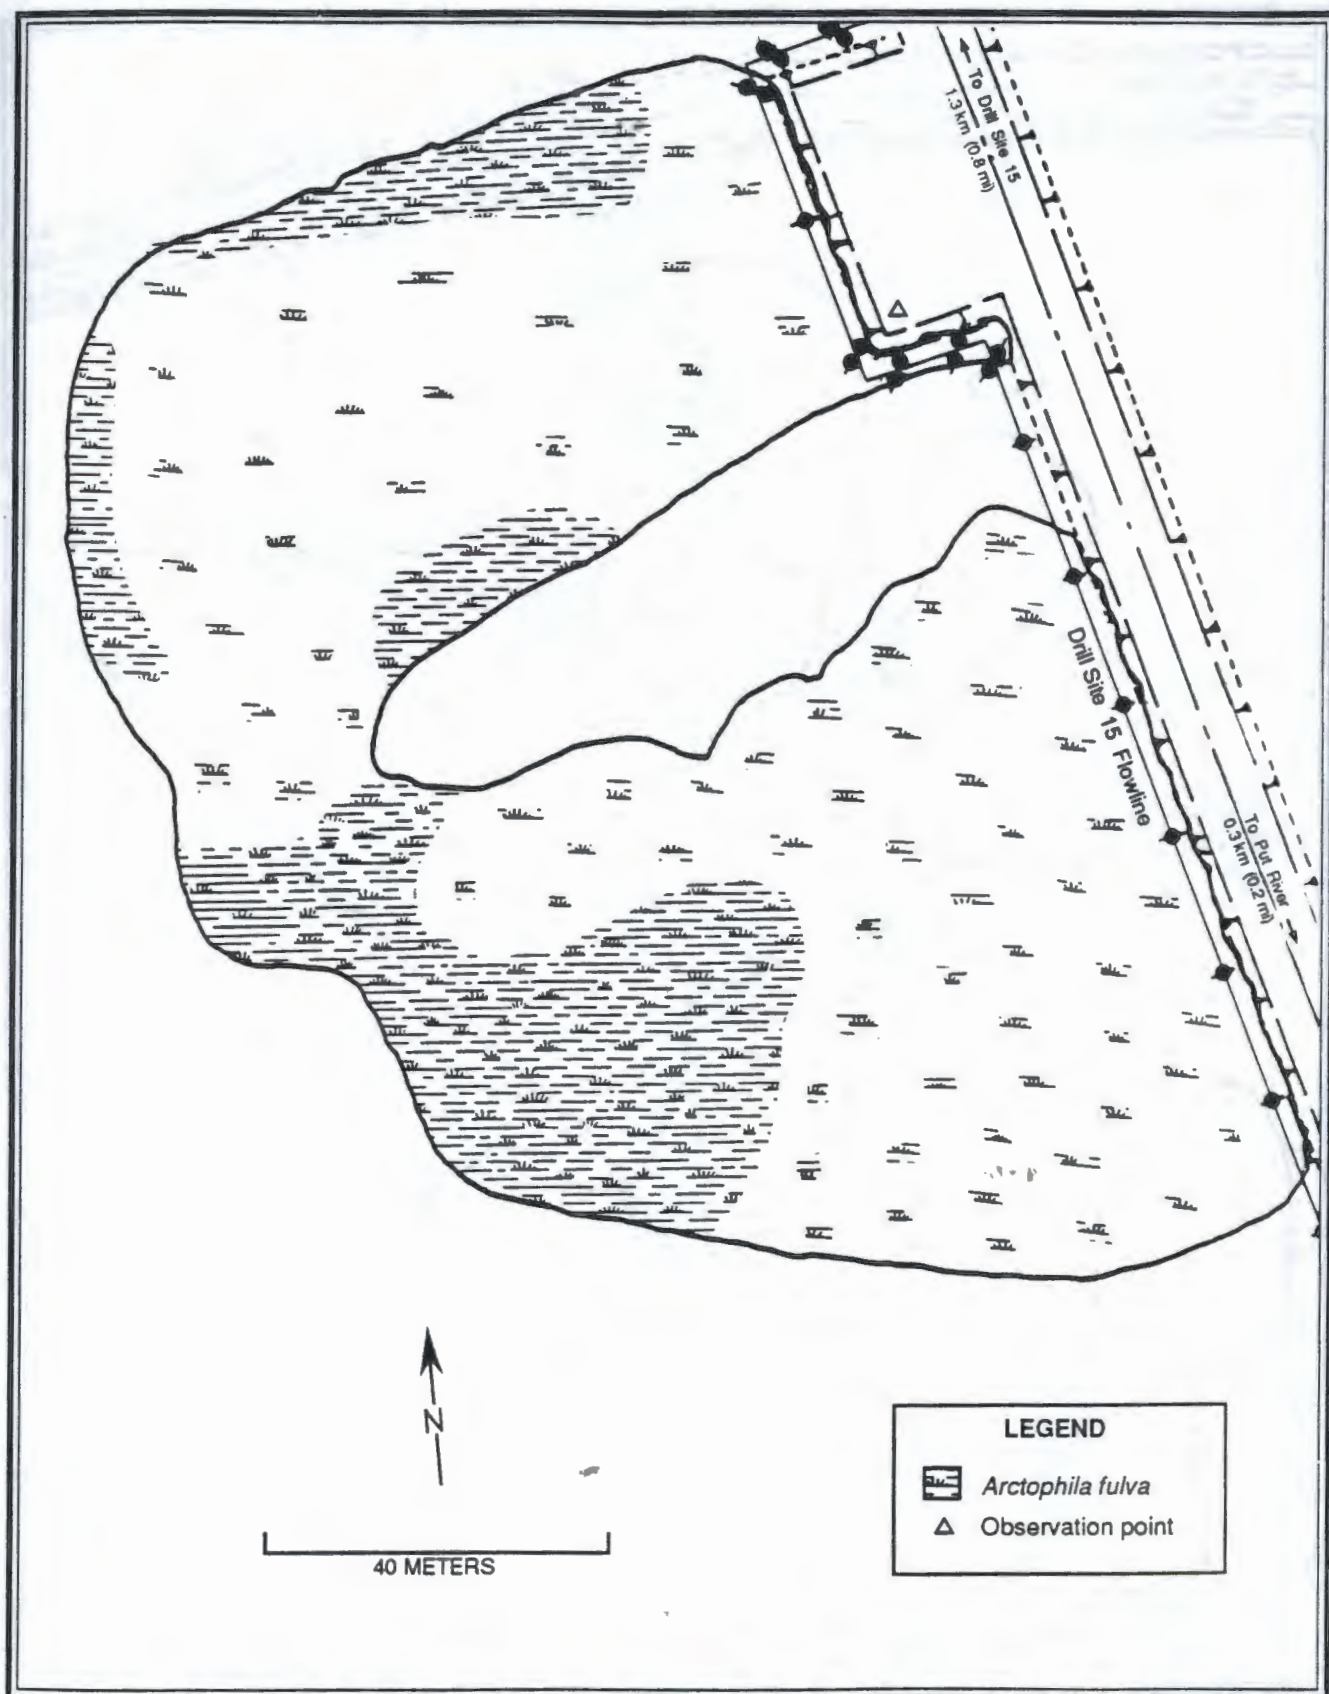 To Drill Site 15
1.3 km (0.8 mi)
Drill Site 15 Flowline
To Put River
0.3 km (0.2 mi)
N
40 METERS
LEGEND
Arctophila fulva
Observation point